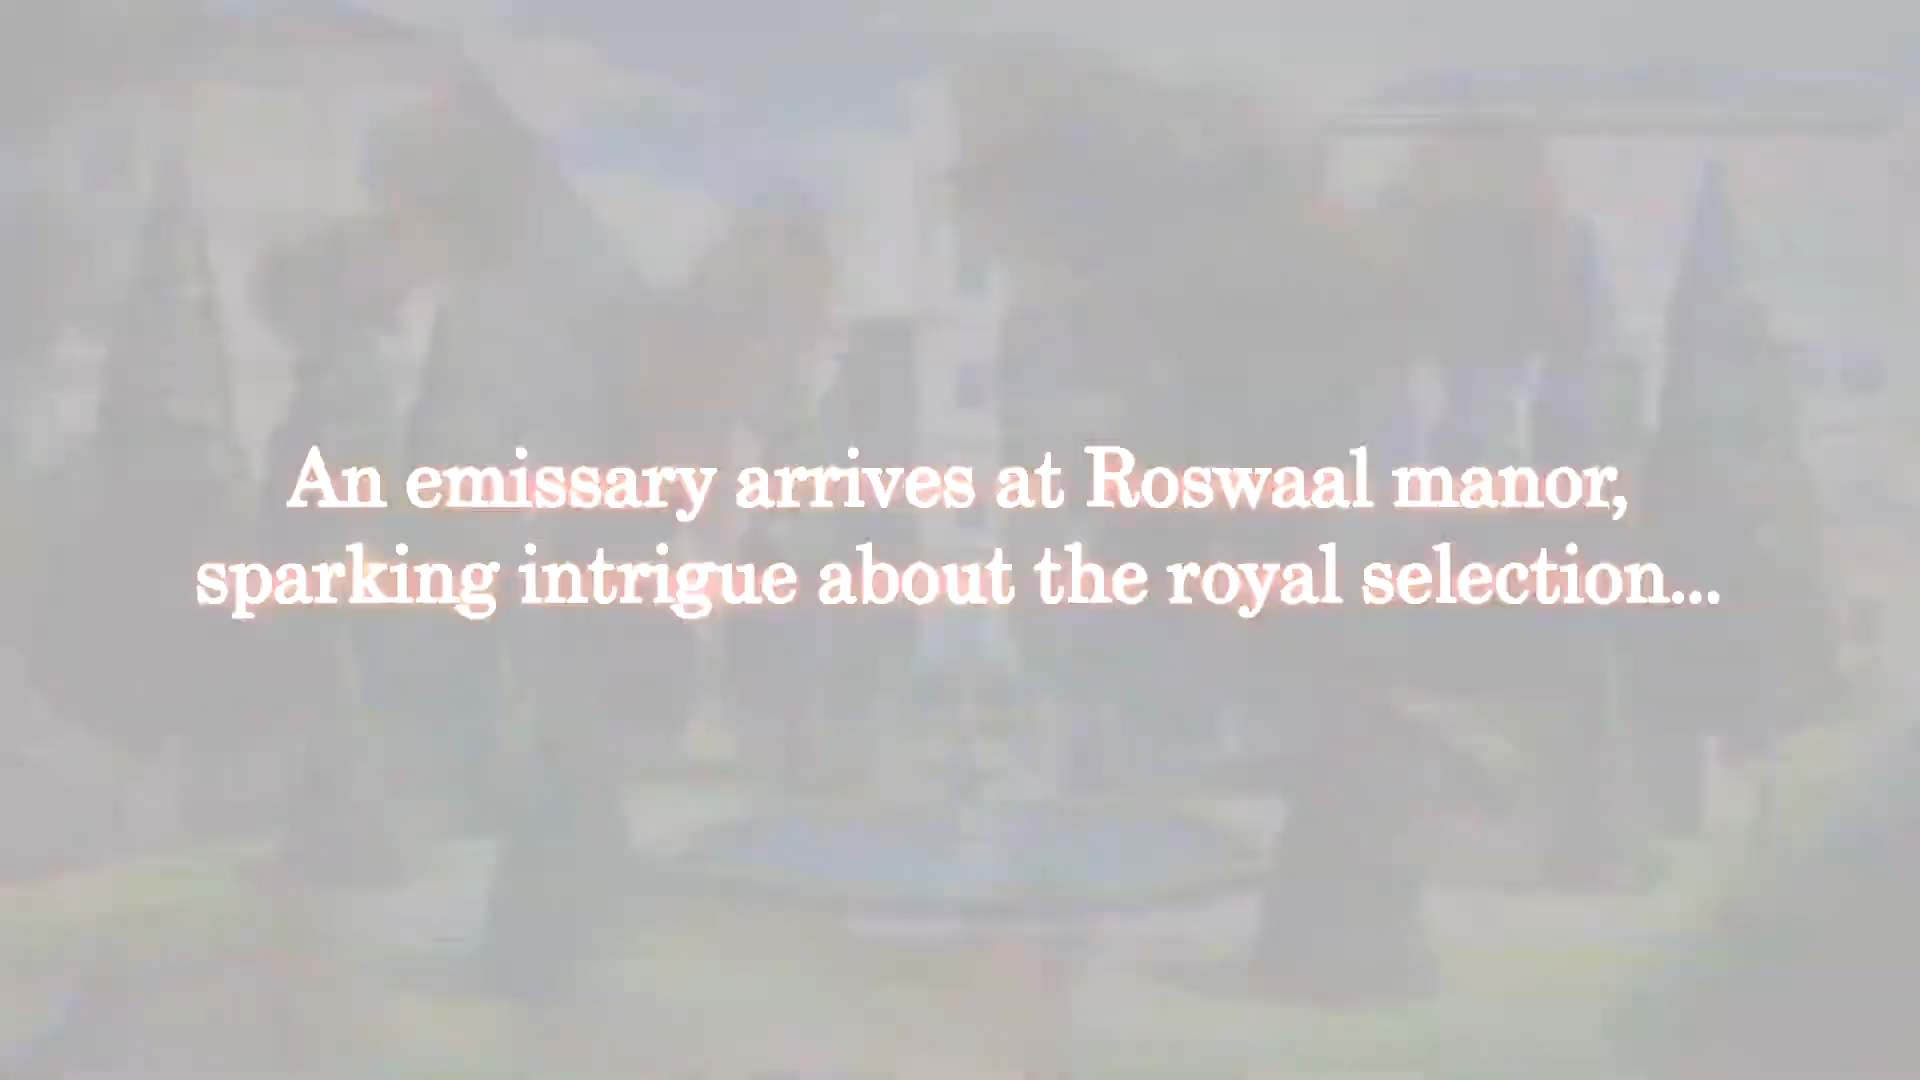 An emissary arrives at Roswaal manor,
sparking intrigue about the royal selection...